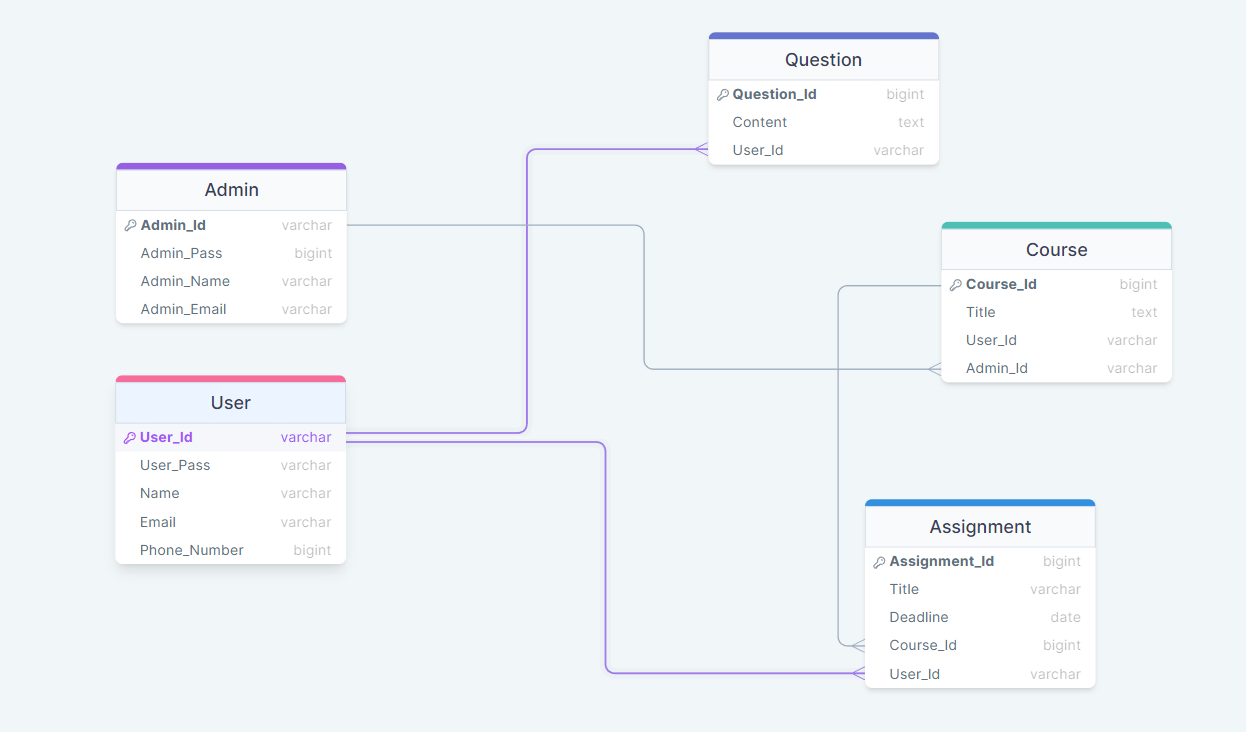 Question
Question_Id bigint
Content text
User_Id varchar
Admin
Admin_Id varchar
Admin_Pass bigint
Admin_Name varchar
Admin_Email varchar
Course
Course_Id bigint
Title text
User_Id varchar
Admin_Id varchar
User
User_Id varchar
User_Pass varchar
Name varchar
Email varchar
Phone_Number bigint
Assignment
Assignment_Id bigint
Title varchar
Deadline date
Course_Id bigint
User_Id varchar